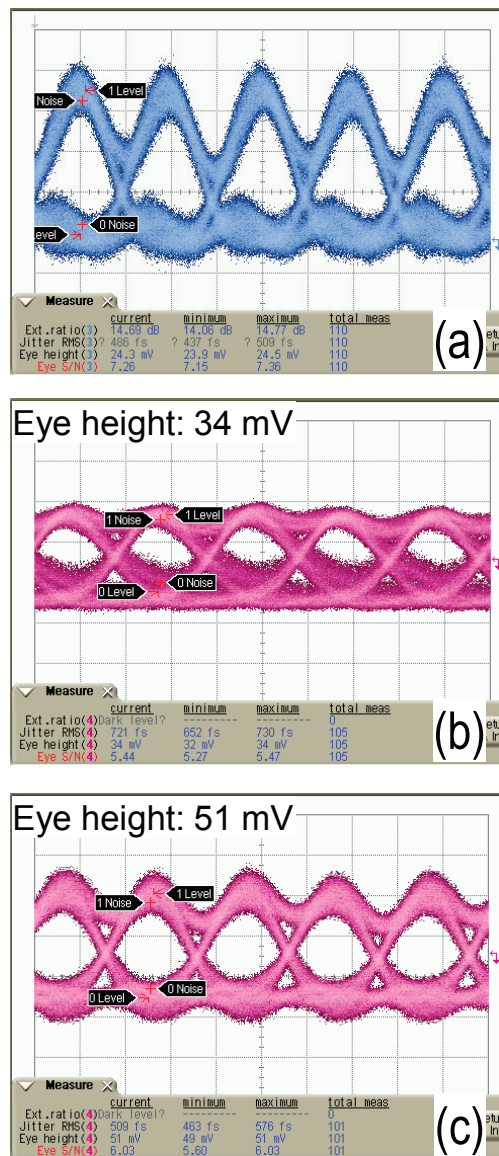 1 Level
Noise
0 Noise
Level
Measure
current minimum maximum total meas
Ext.ratio(3) 14.69 dB 14.06 dB 14.77 dB 110
Jitter RMS(3)? 486 fs ? 437 fs ? 509 fs 110
Eye height(3) 24.3 mV 23.9 mV 24.5 mV 110
Eye S/N(3) 7.26 7.15 7.36 110
(a)
Eye height: 34 mV
1 Noise 1 Level
0 Noise
0 Level
Measure
current minimum maximum total meas
Ext.ratio(4)Dark level? --------- --------- 0
Jitter RMS(4) 721 fs 652 fs 730 fs 105
Eye height(4) 34 mV 32 mV 34 mV 105
Eye S/N(4) 5.44 5.27 5.47 105
(b)
Eye height: 51 mV
1 Level
1 Noise
0 Noise
0 Level
Measure
current minimum maximum total meas
Ext.ratio(4)Dark level? --------- --------- 0
Jitter RMS(4) 509 fs 463 fs 576 fs 101
Eye height(4) 51 mV 49 mV 51 mV 101
Eye S/N(4) 6.03 5.60 6.03 101
(c)